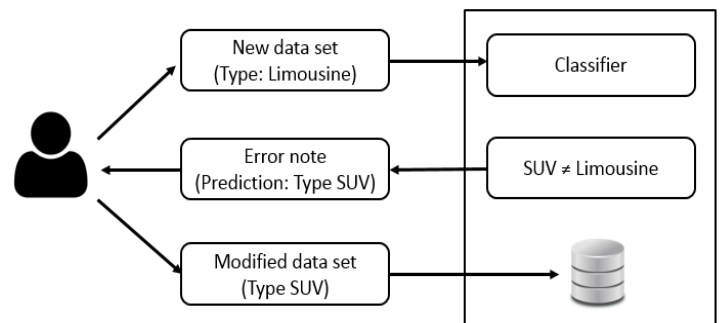 New data set
(Type: Limousine)
Classifier
Error note
(Prediction: Type SUV)
SUV ≠ Limousine
Modified data set
(Type SUV)